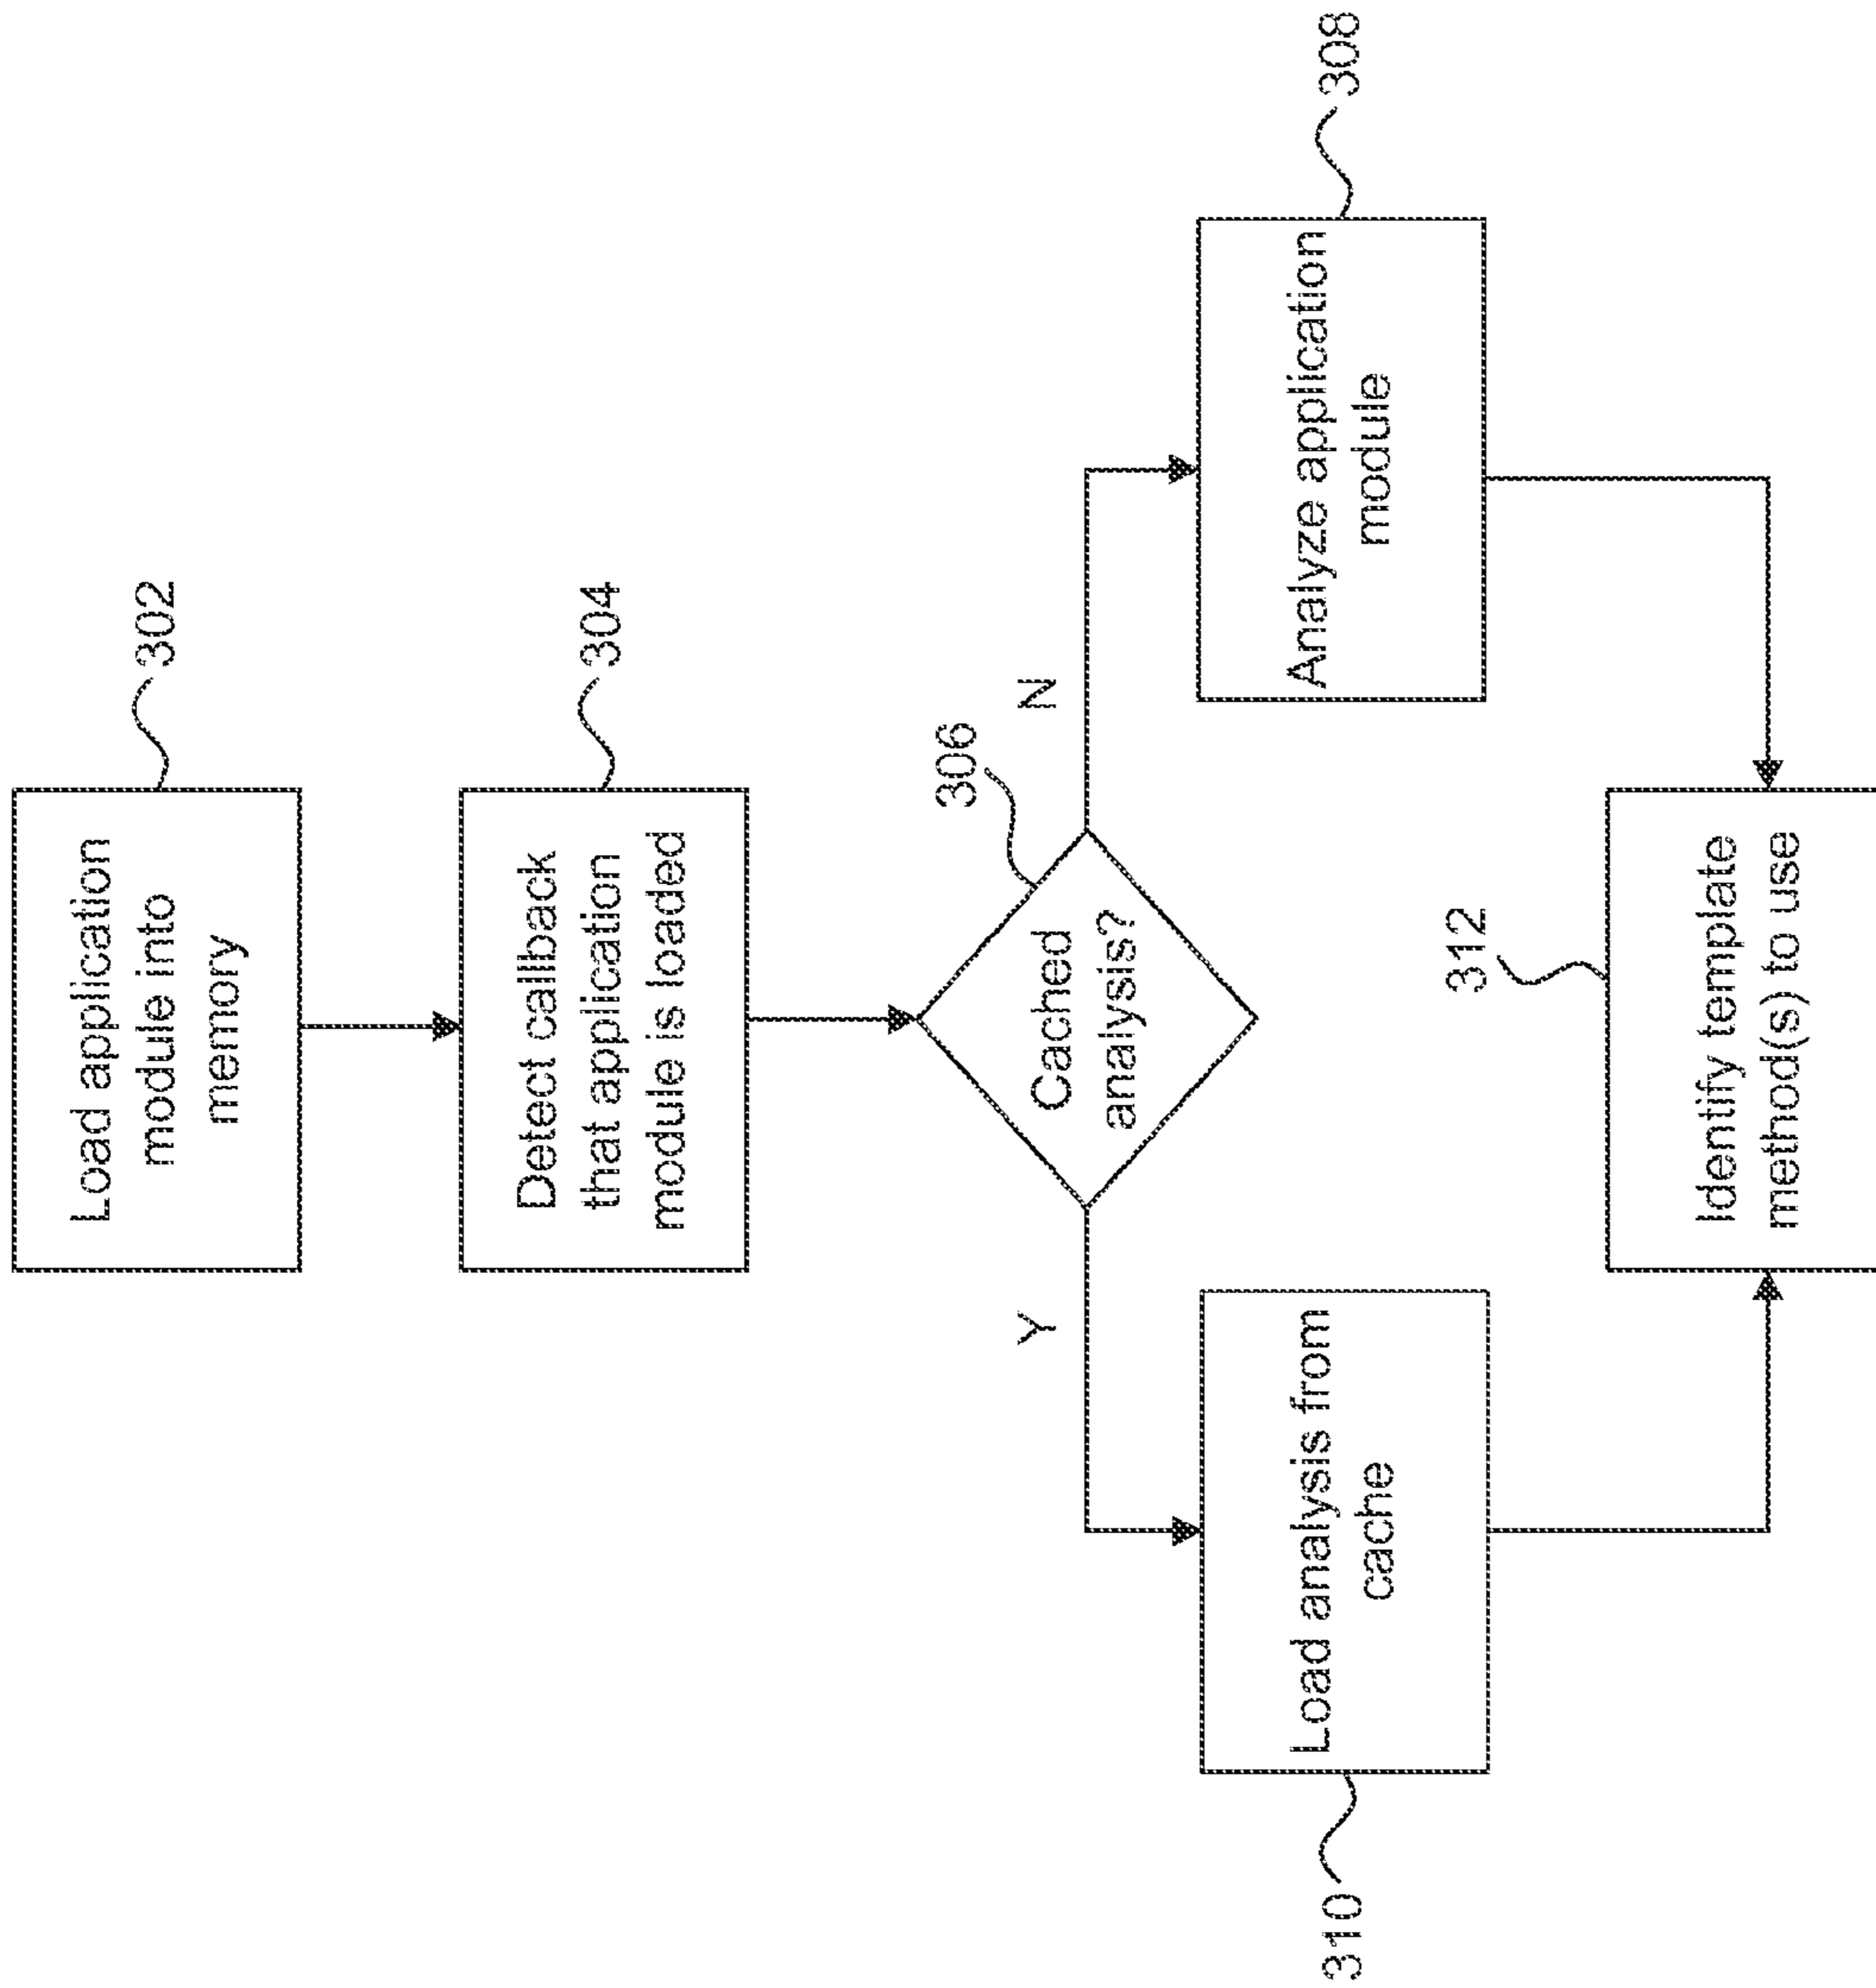 Load application
module into
memory
302
Detect callback
that application
module is loaded
304
Cached
analysis?
306
Y
N
Load analysis from
cache
310
Analyze application
module
308
Identify template
method(s) to use
312